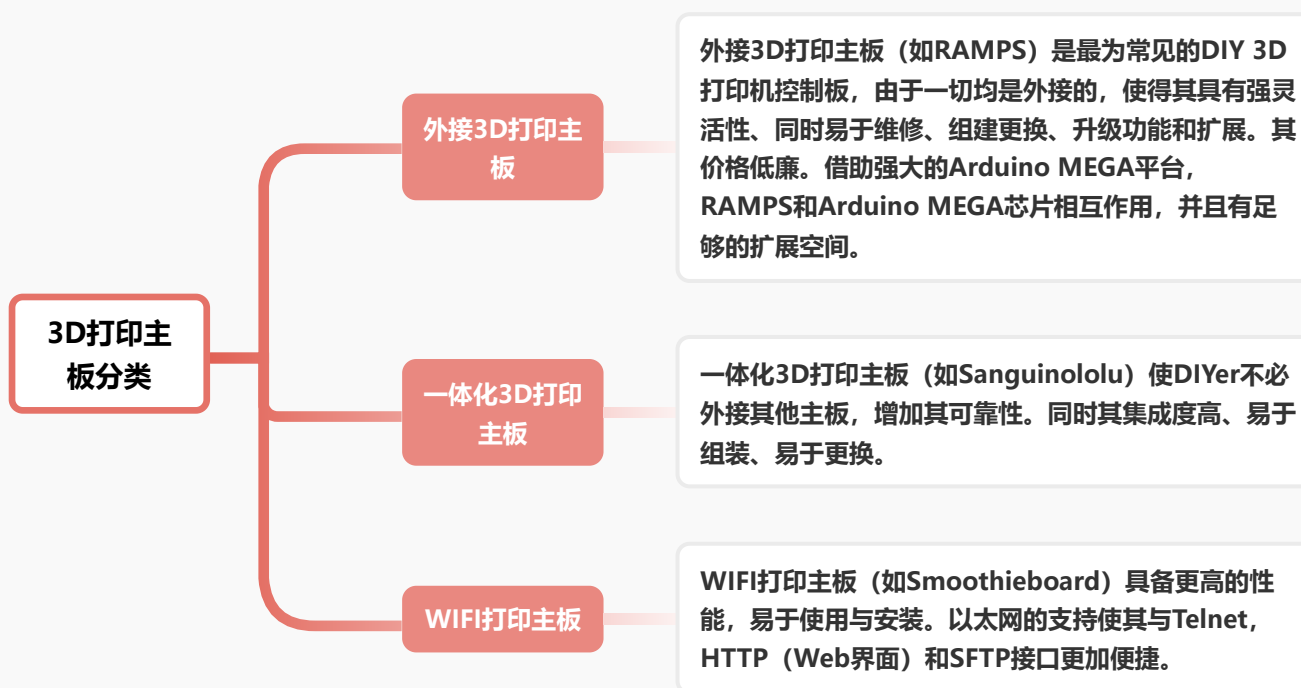 3D打印主
板分类
外接3D打印主
板
外接3D打印主板（如RAMPS）是最为常见的DIY 3D
打印机控制板，由于一切均是外接的，使得其具有强灵
活性、同时易于维修、组建更换、升级功能和扩展。其
价格低廉。借助强大的Arduino MEGA平台，
RAMPS和Arduino MEGA芯片相互作用，并且有足
够的扩展空间。
一体化3D打印
主板
一体化3D打印主板（如Sanguinololu）使DIYer不必
外接其他主板，增加其可靠性。同时其集成度高、易于
组装、易于更换。
WIFI打印主板
WIFI打印主板（如Smoothieboard）具备更高的性
能，易于使用与安装。以太网的支持使其与Telnet，
HTTP（Web界面）和SFTP接口更加便捷。